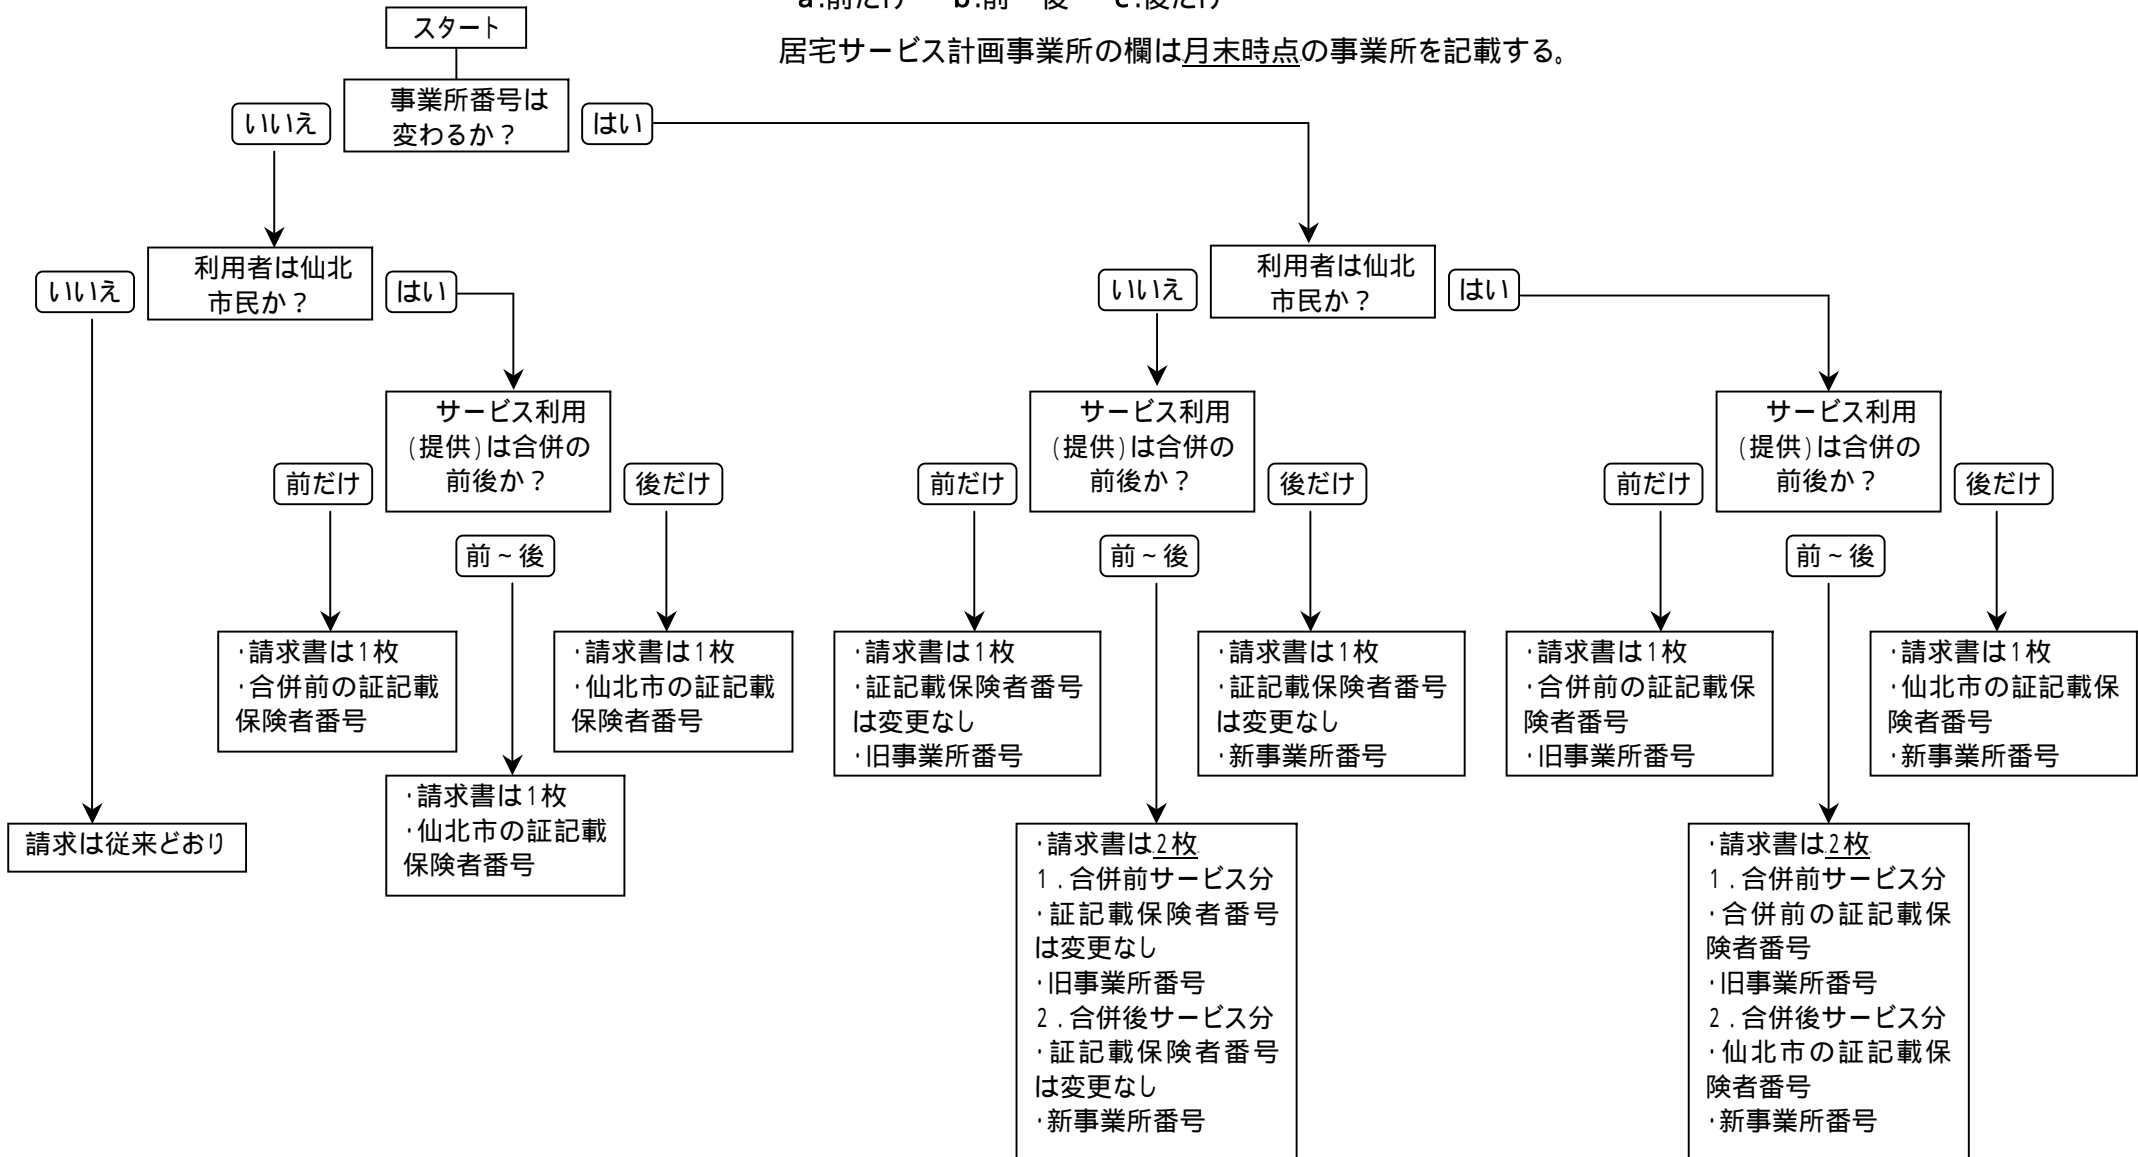 a.前だけ b.前 後 c.後だけ
居宅サービス計画事業所の欄は月末時点の事業所を記載する。
スタート
事業所番号は
変わるか？
いいえ
はい
利用者は仙北
市民か？
いいえ
はい
利用者は仙北
市民か？
いいえ
はい
サービス利用
(提供)は合併の
前後か？
前だけ
後だけ
前～後
サービス利用
(提供)は合併の
前後か？
前だけ
後だけ
前～後
サービス利用
(提供)は合併の
前後か？
前だけ
後だけ
前～後
・請求書は1枚
・合併前の証記載
保険者番号
・請求書は1枚
・仙北市の証記載
保険者番号
・請求書は1枚
・証記載保険者番号
は変更なし
・旧事業所番号
・請求書は1枚
・証記載保険者番号
は変更なし
・新事業所番号
・請求書は1枚
・合併前の証記載保
険者番号
・旧事業所番号
・請求書は1枚
・仙北市の証記載保
険者番号
・新事業所番号
請求は従来どおり
・請求書は1枚
・仙北市の証記載
保険者番号
・請求書は2枚
1．合併前サービス分
・証記載保険者番号
は変更なし
・旧事業所番号
2．合併後サービス分
・証記載保険者番号
は変更なし
・新事業所番号
・請求書は2枚
1．合併前サービス分
・合併前の証記載保
険者番号
・旧事業所番号
2．合併後サービス分
・仙北市の証記載保
険者番号
・新事業所番号